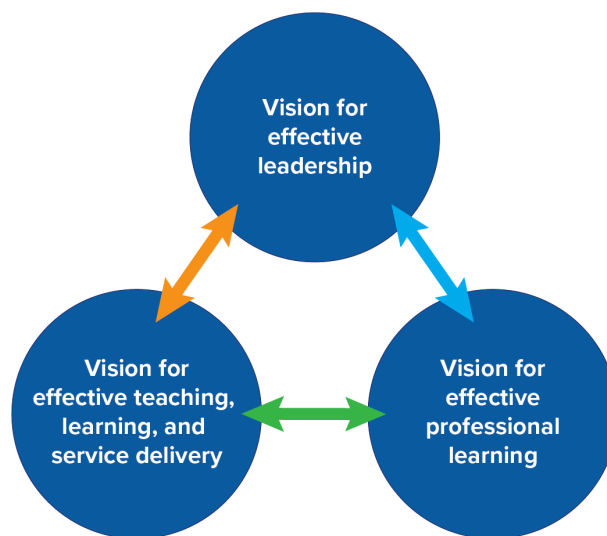 Vision for
effective
leadership
Vision for
effective teaching,
learning, and
service delivery
Vision for
effective
professional
learning